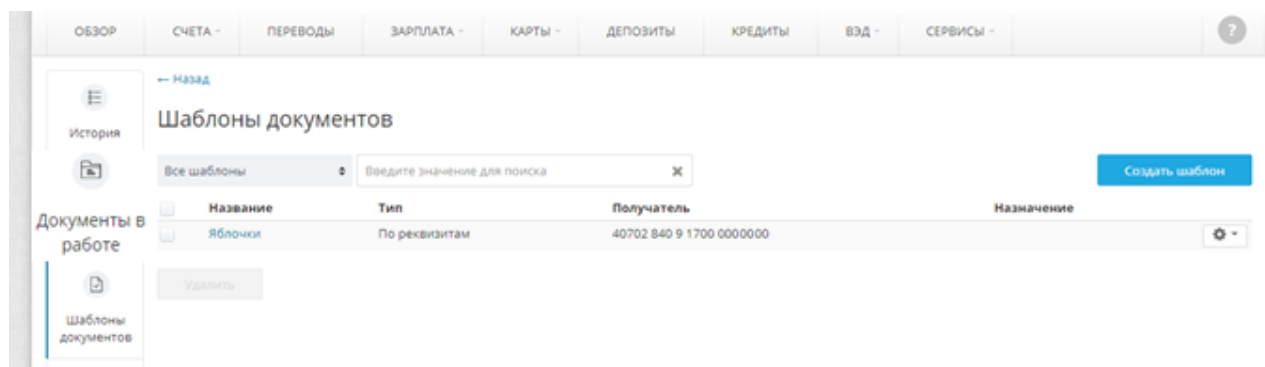 ОБЗОР СЧЕТА ПЕРЕВОДЫ ЗАРПЛАТА КАРТЫ ДЕПОЗИТЫ КРЕДИТЫ ВЭД СЕРВИСЫ ?
← Назад
История
Шаблоны документов
Все шаблоны Введите значение для поиска Создать шаблон
Документы в
работе
Название Тип Получатель Назначение
Яблочки По реквизитам 40702 840 9 1700 0000000
Удалить
Шаблоны
документов